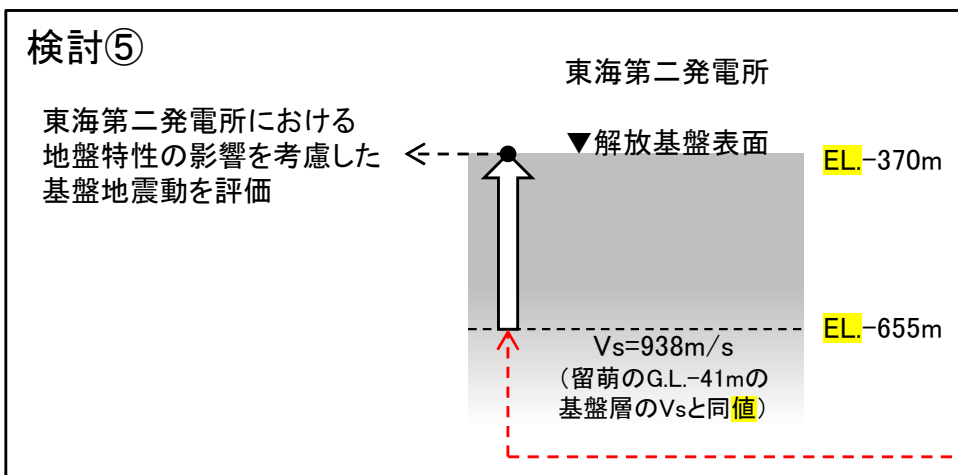 検討⑤
東海第二発電所
東海第二発電所における
地盤特性の影響を考慮した
基盤地震動を評価
▼解放基盤表面
EL.-370m
EL.-655m
Vs=938m/s
(留萌のG.L.-41mの
基盤層のVsと同値)